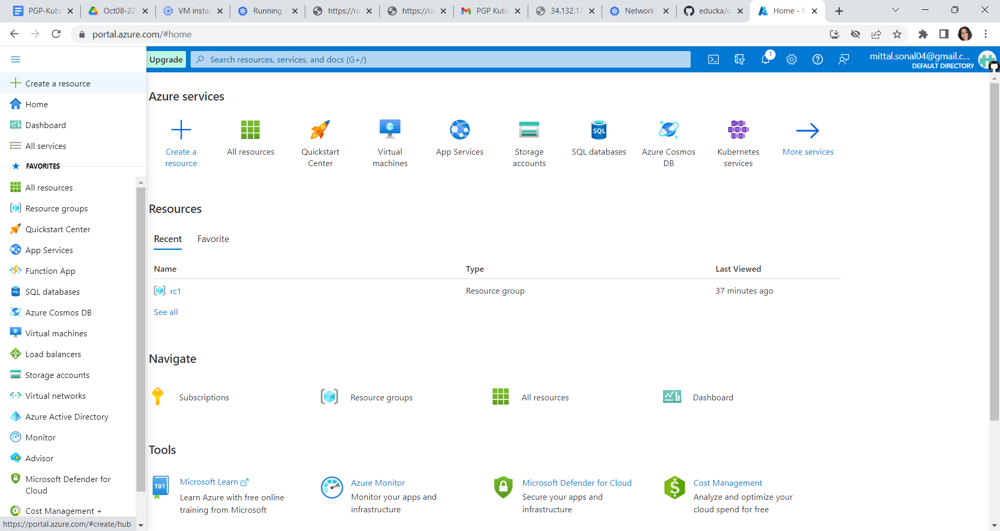 PGP-Kube
Oct08-22
VM instan
Running A
https://ra
https://ra
PGP Kube
34.132.17
Network
educka/c
Home - M
portal.azure.com/#home
Upgrade
Search resources, services, and docs (G+/)
1
mittal.sonal04@gmail.c...
DEFAULT DIRECTORY
Create a resource
Home
Dashboard
All services
FAVORITES
All resources
Resource groups
Quickstart Center
App Services
Function App
SQL databases
Azure Cosmos DB
Virtual machines
Load balancers
Storage accounts
Virtual networks
Azure Active Directory
Monitor
Advisor
Microsoft Defender for
Cloud
Cost Management +
https://portal.azure.com/#create/hub
Azure services
Create a
resource
All resources
Quickstart
Center
Virtual
machines
App Services
Storage
accounts
SQL
SQL databases
Azure Cosmos
DB
Kubernetes
services
More services
Resources
Recent
Favorite
Name
Type
Last Viewed
rc1
Resource group
37 minutes ago
See all
Navigate
Subscriptions
Resource groups
All resources
Dashboard
Tools
101
Microsoft Learn
Learn Azure with free online
training from Microsoft
Azure Monitor
Monitor your apps and
infrastructure
Microsoft Defender for Cloud
Secure your apps and
infrastructure
Cost Management
Analyze and optimize your
cloud spend for free